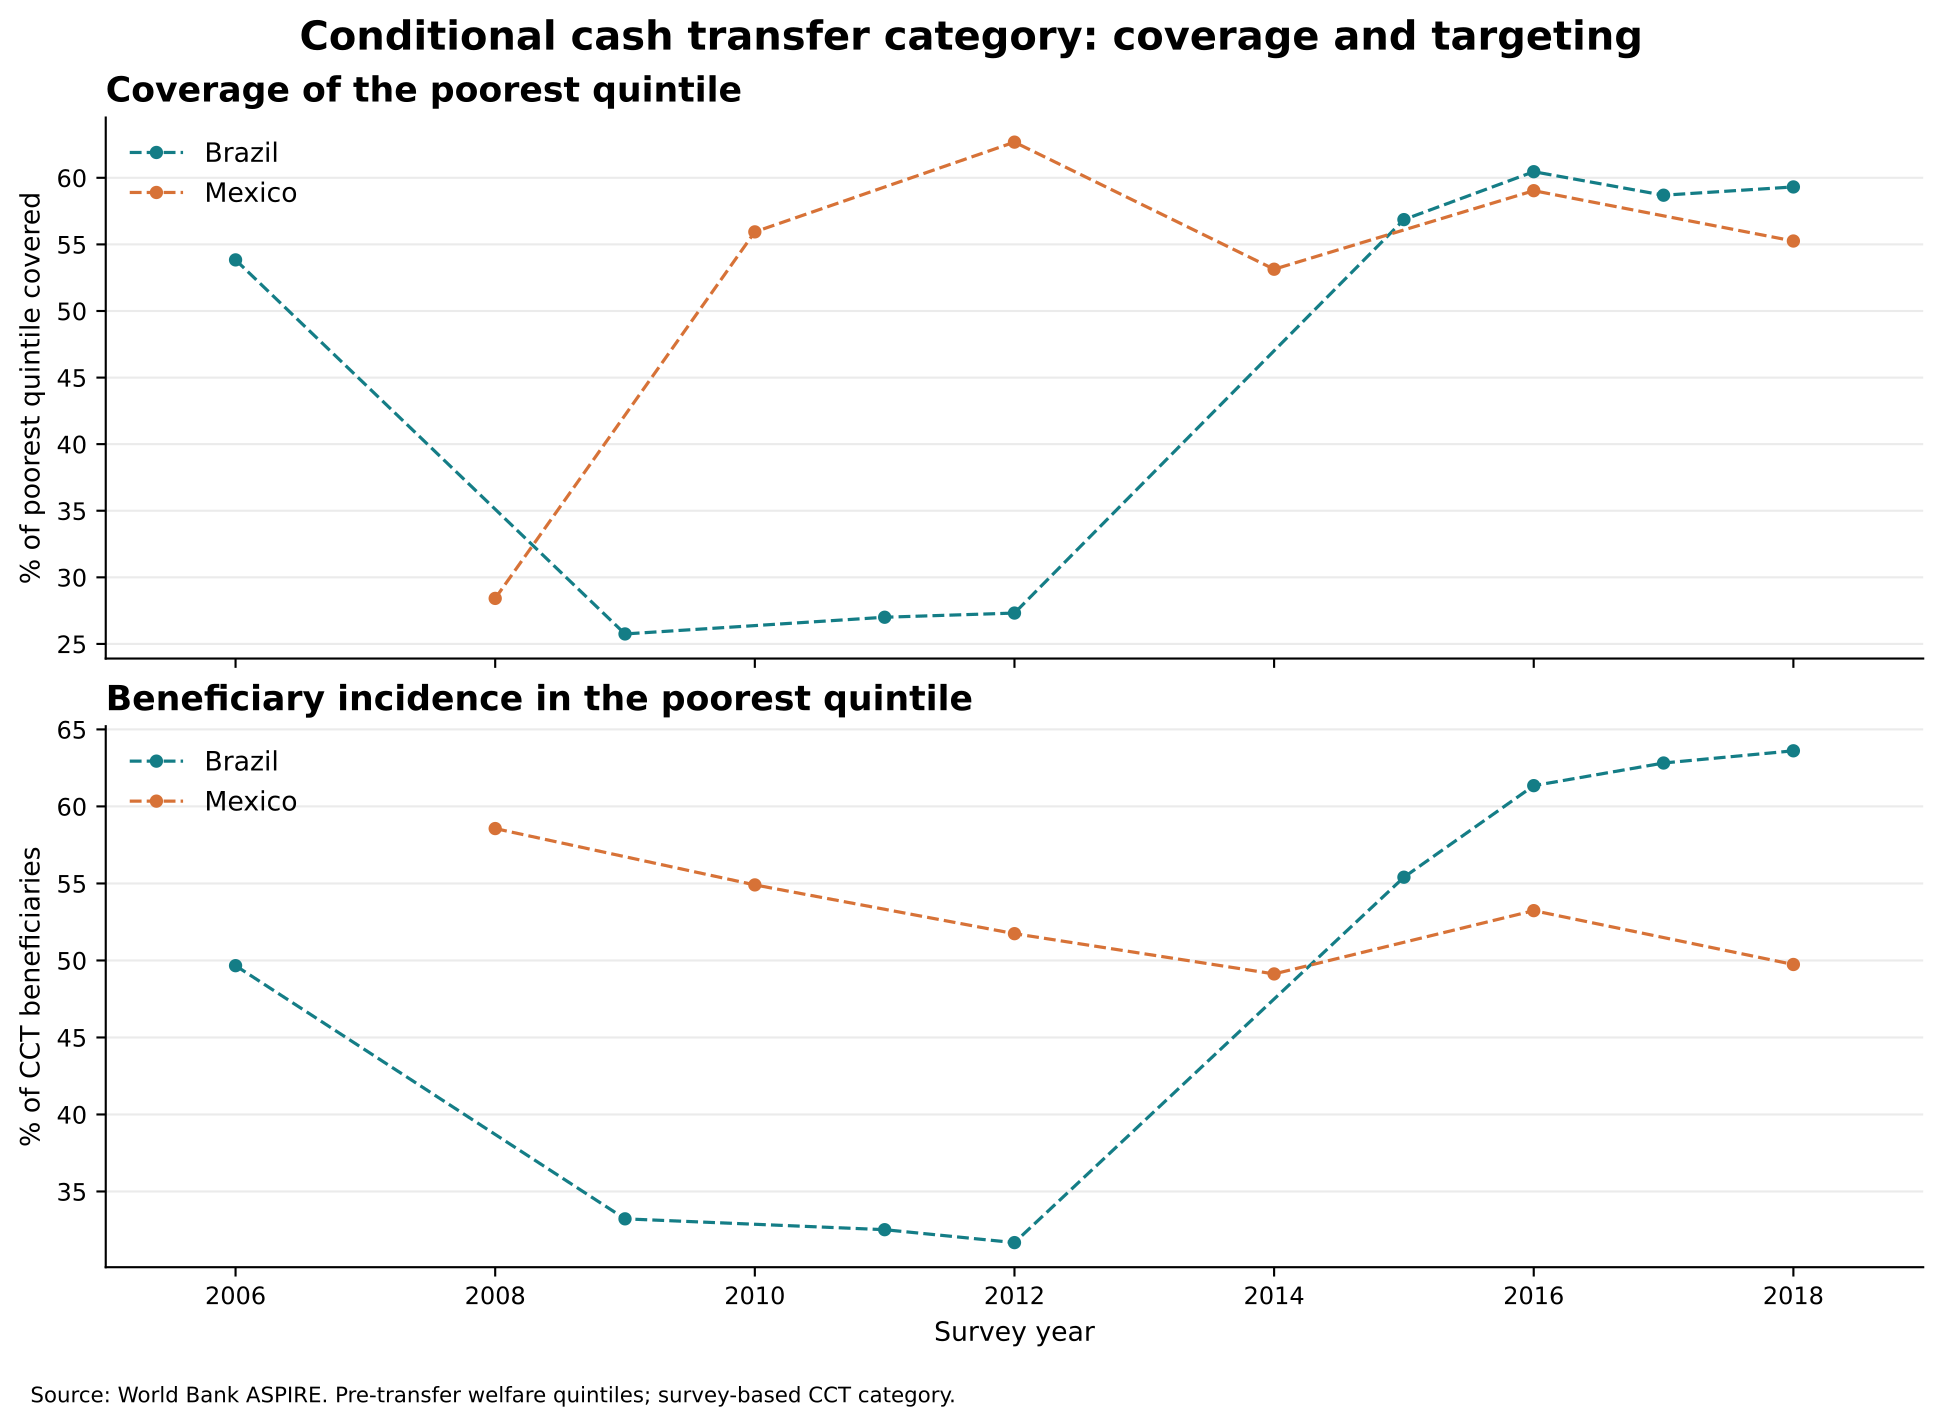 Conditional cash transfer category: coverage and targeting
Coverage of the poorest quintile
% of poorest quintile covered
Brazil
Mexico
60
55
50
45
40
35
30
25
Beneficiary incidence in the poorest quintile
% of CCT beneficiaries
Brazil
Mexico
65
60
55
50
45
40
35
2006 2008 2010 2012 2014 2016 2018
Survey year
Source: World Bank ASPIRE. Pre-transfer welfare quintiles; survey-based CCT category.